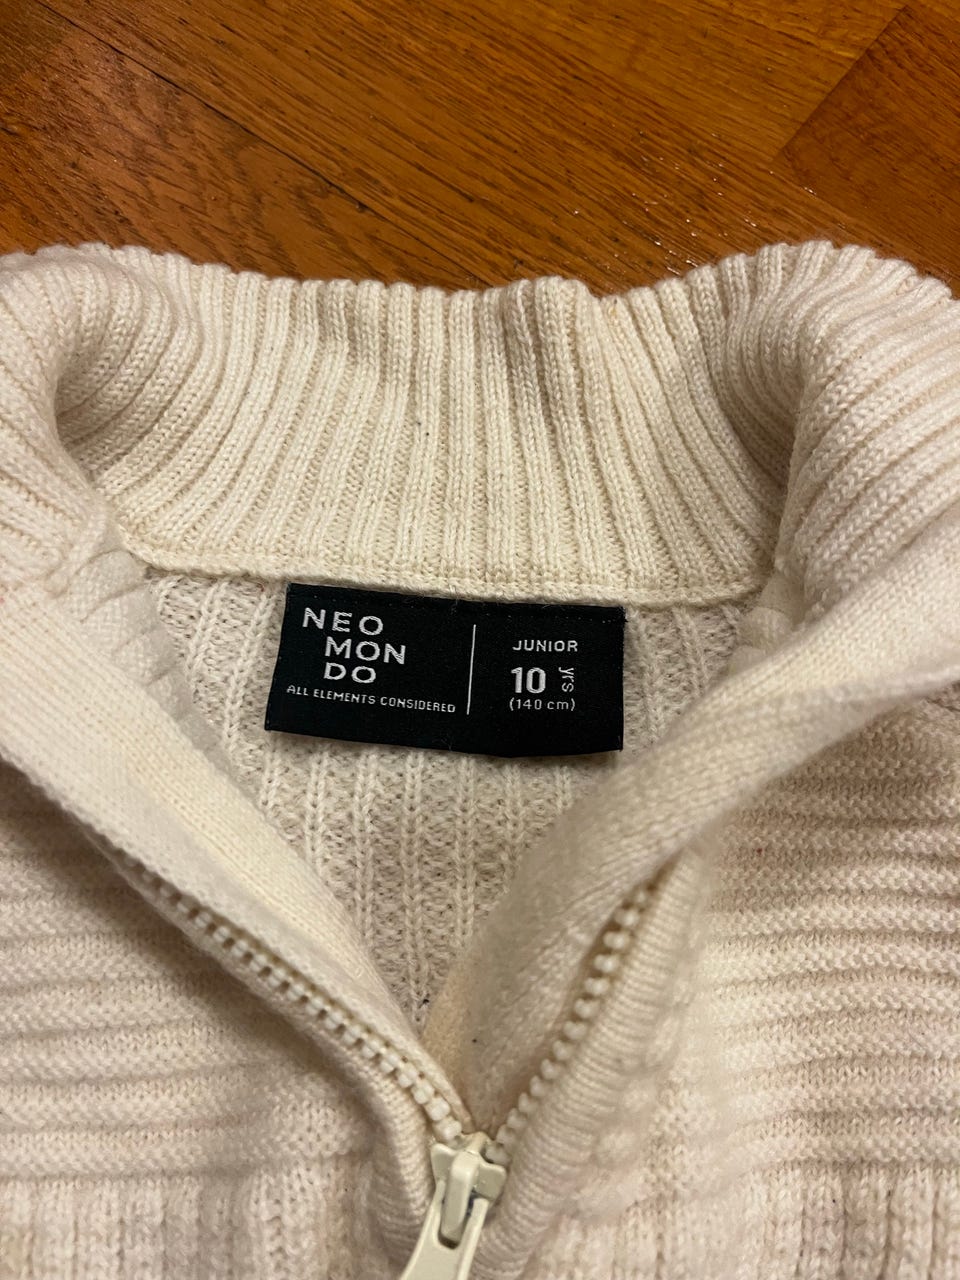 NEO
MON
DO
ALL ELEMENTS CONSIDERED
JUNIOR
10 yrs
(140 cm)